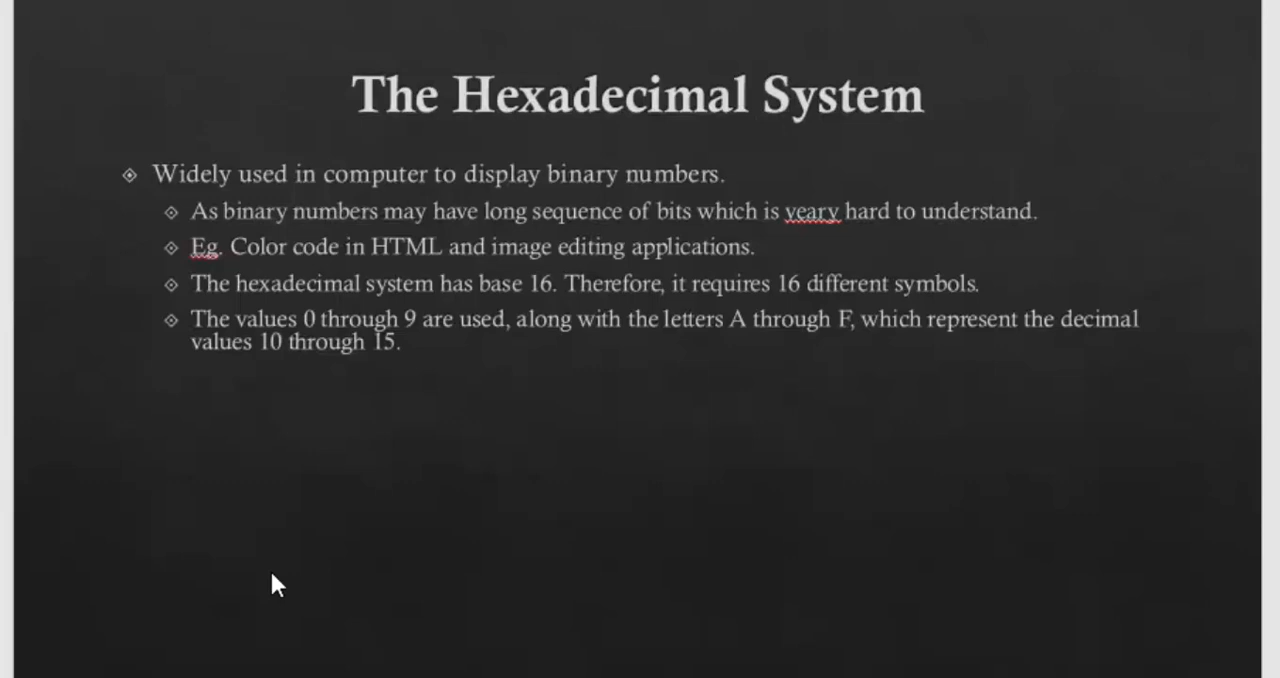 The Hexadecimal System
Widely used in computer to display binary numbers.
As binary numbers may have long sequence of bits which is yeary hard to understand.
Eg. Color code in HTML and image editing applications.
The hexadecimal system has base 16. Therefore, it requires 16 different symbols.
The values 0 through 9 are used, along with the letters A through F, which represent the decimal
values 10 through 15.